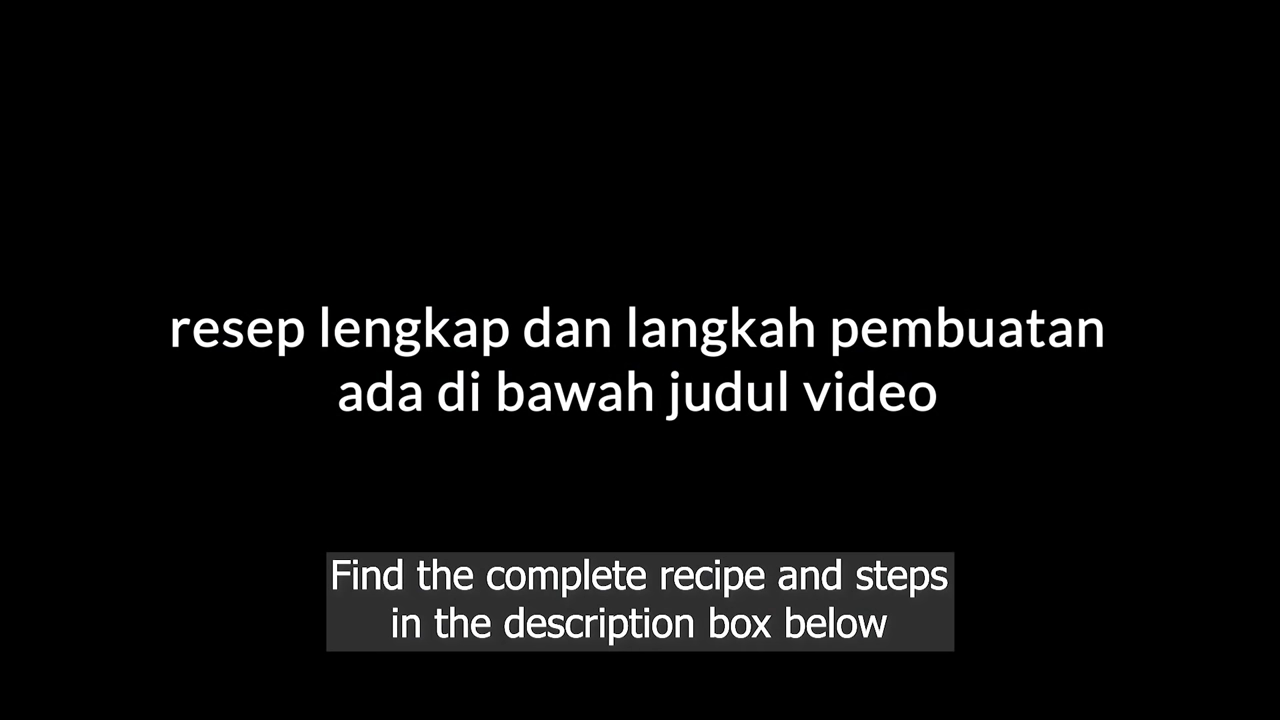 resep lengkap dan langkah pembuatan
ada di bawah judul video
Find the complete recipe and steps
in the description box below